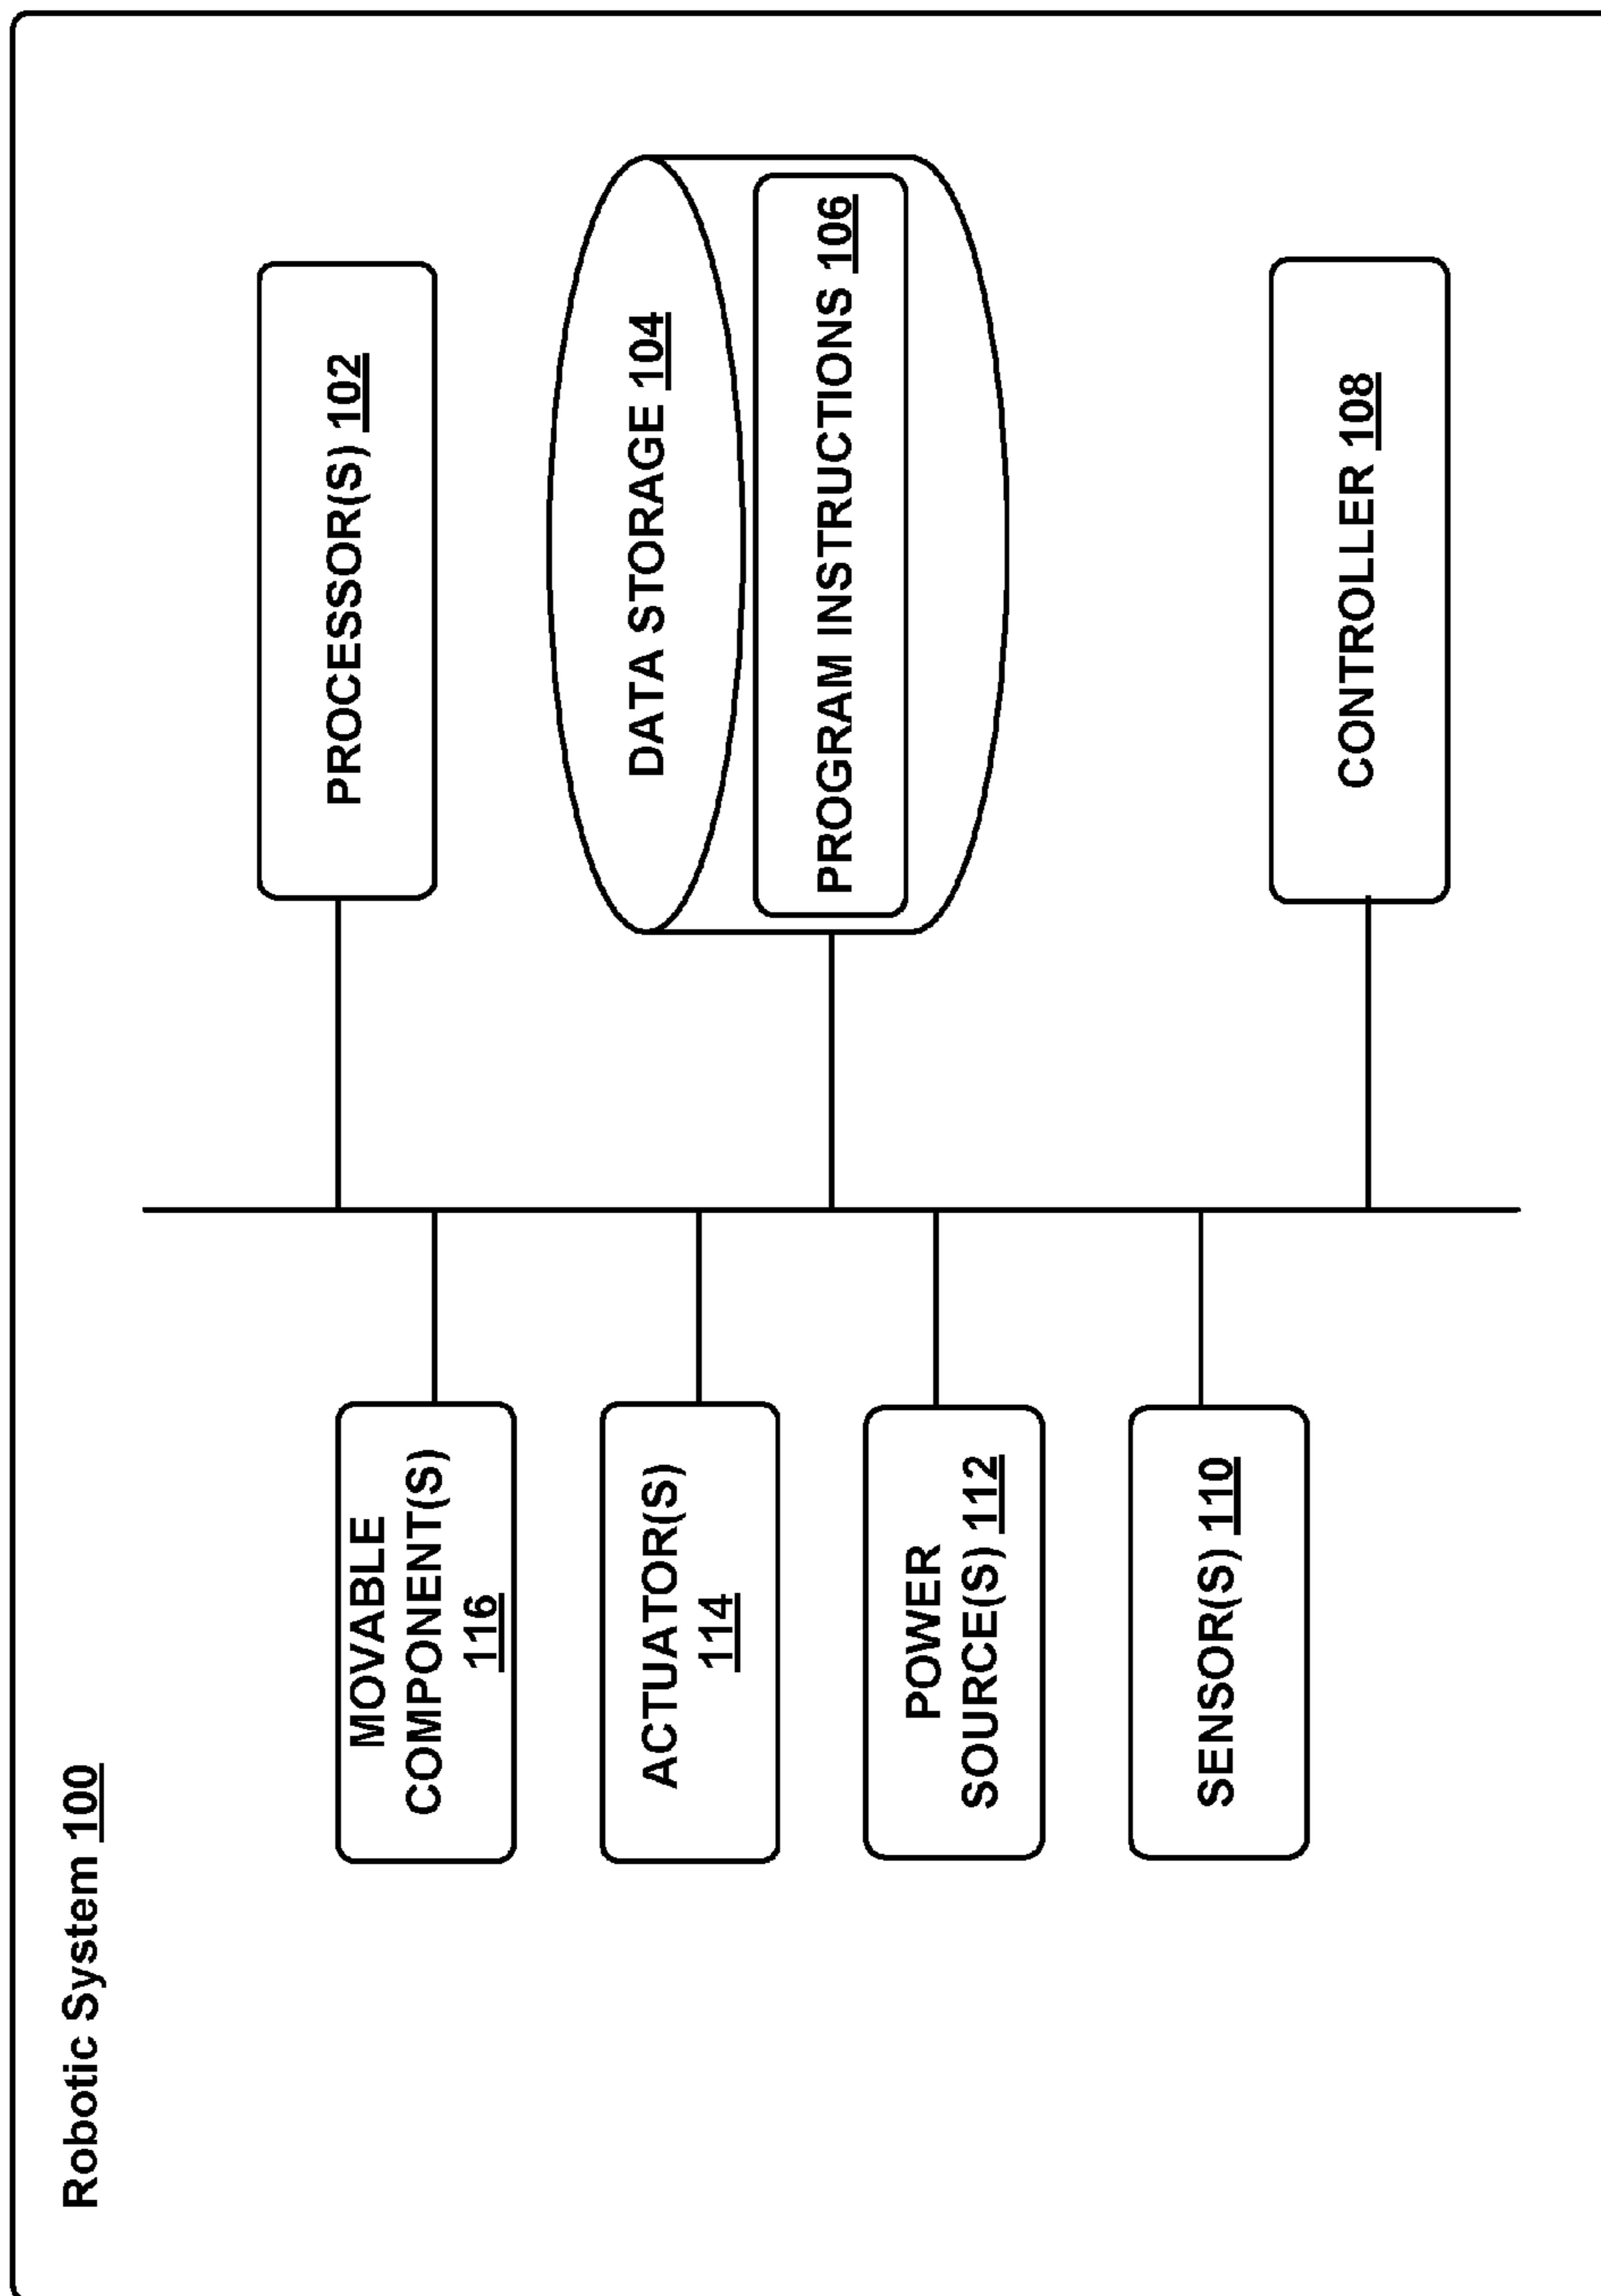 Robotic System 100
MOVABLE
COMPONENT(S)
116
ACTUATOR(S)
114
POWER
SOURCE(S) 112
SENSOR(S) 110
PROCESSOR(S) 102
DATA STORAGE 104
PROGRAM INSTRUCTIONS 106
CONTROLLER 108